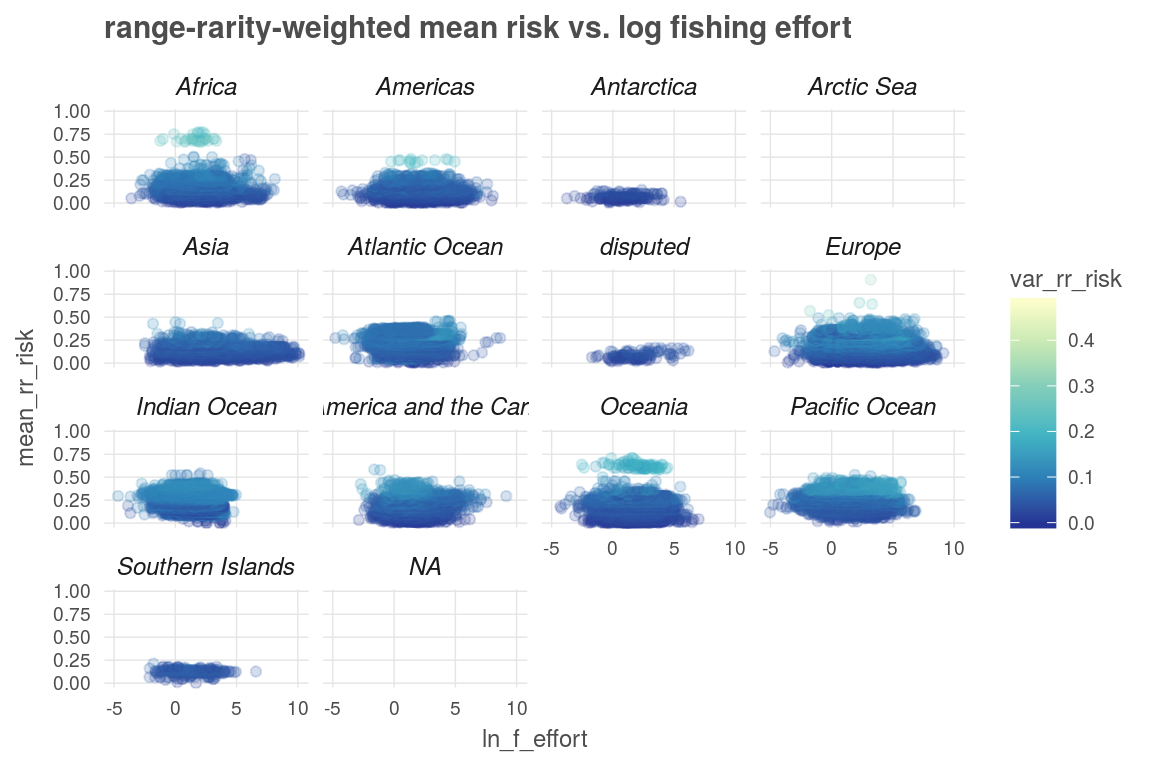 range-rarity-weighted mean risk vs. log fishing effort
Africa Americas Antarctica Arctic Sea
1.00
0.75
0.50
0.25
0.00
Asia Atlantic Ocean disputed Europe
1.00
0.75
0.50
0.25
0.00
Indian Ocean America and the Car Oceania Pacific Ocean
1.00
0.75
0.50
0.25
0.00
-5 0 5 10 -5 0 5 10
Southern Islands NA
1.00
0.75
0.50
0.25
0.00
-5 0 5 10 -5 0 5 10
ln_f_effort
mean_rr_risk
var_rr_risk
0.4
0.3
0.2
0.1
0.0